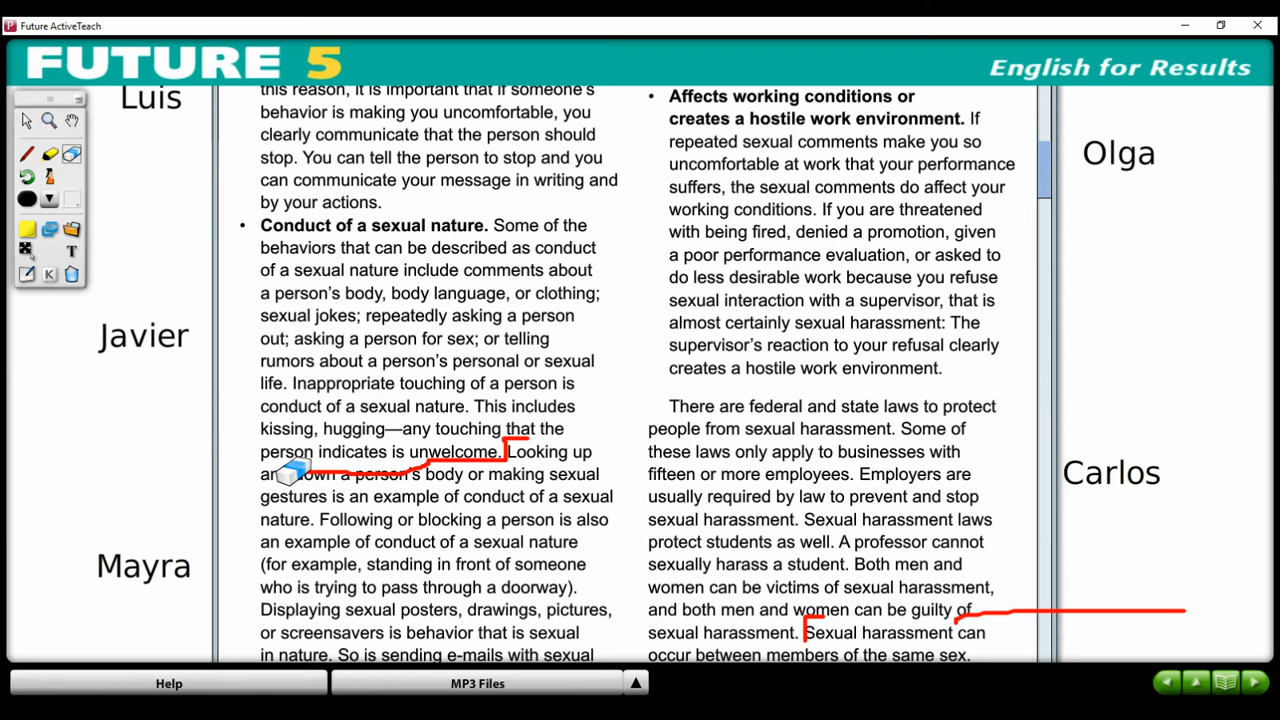 Future ActiveTeach
FUTURE 5
English for Results
Luis
Javier
Mayra
this reason, it is important that if someone's
behavior is making you uncomfortable, you
clearly communicate that the person should
stop. You can tell the person to stop and you
can communicate your message in writing and
by your actions.
• Conduct of a sexual nature. Some of the
behaviors that can be described as conduct
of a sexual nature include comments about
a person's body, body language, or clothing;
sexual jokes; repeatedly asking a person
out; asking a person for sex; or telling
rumors about a person's personal or sexual
life. Inappropriate touching of a person is
conduct of a sexual nature. This includes
kissing, hugging—any touching that the
person indicates is unwelcome. Looking up
and down a person's body or making sexual
gestures is an example of conduct of a sexual
nature. Following or blocking a person is also
an example of conduct of a sexual nature
(for example, standing in front of someone
who is trying to pass through a doorway).
Displaying sexual posters, drawings, pictures,
or screensavers is behavior that is sexual
in nature. So is sending e-mails with sexual
• Affects working conditions or
creates a hostile work environment. If
repeated sexual comments make you so
uncomfortable at work that your performance
suffers, the sexual comments do affect your
working conditions. If you are threatened
with being fired, denied a promotion, given
a poor performance evaluation, or asked to
do less desirable work because you refuse
sexual interaction with a supervisor, that is
almost certainly sexual harassment: The
supervisor's reaction to your refusal clearly
creates a hostile work environment.
There are federal and state laws to protect
people from sexual harassment. Some of
these laws only apply to businesses with
fifteen or more employees. Employers are
usually required by law to prevent and stop
sexual harassment. Sexual harassment laws
protect students as well. A professor cannot
sexually harass a student. Both men and
women can be victims of sexual harassment,
and both men and women can be guilty of
sexual harassment. Sexual harassment can
occur between members of the same sex.
Olga
Carlos
T
K
Help
MP3 Files